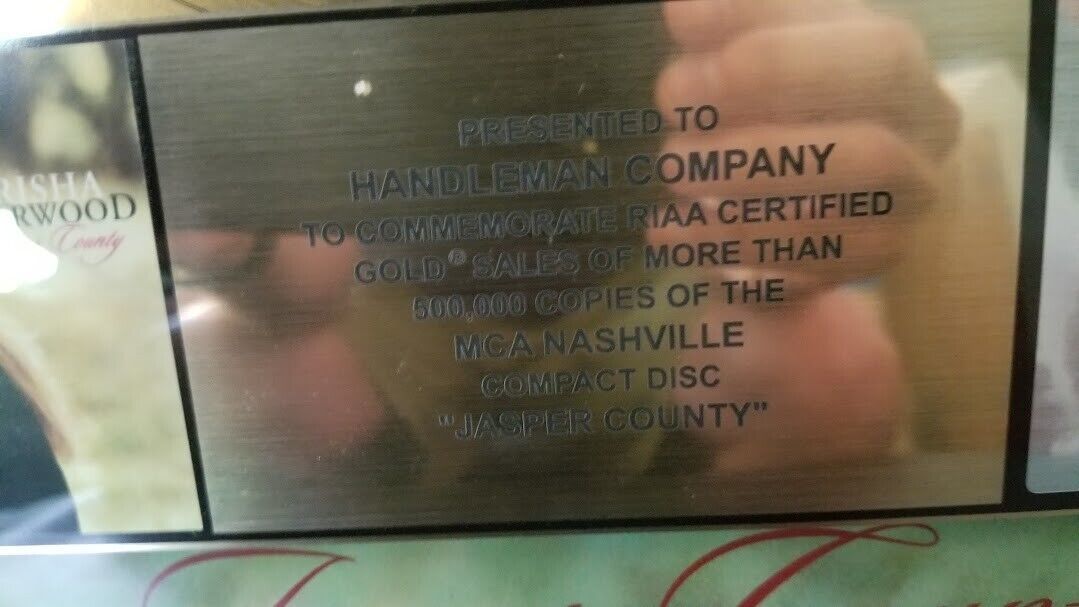 RISHA
RWOOD
County
PRESENTED TO
HANDLEMAN COMPANY
TO COMMEMORATE RIAA CERTIFIED
GOLD® SALES OF MORE THAN
500,000 COPIES OF THE
MCA NASHVILLE
COMPACT DISC
"JASPER COUNTY"